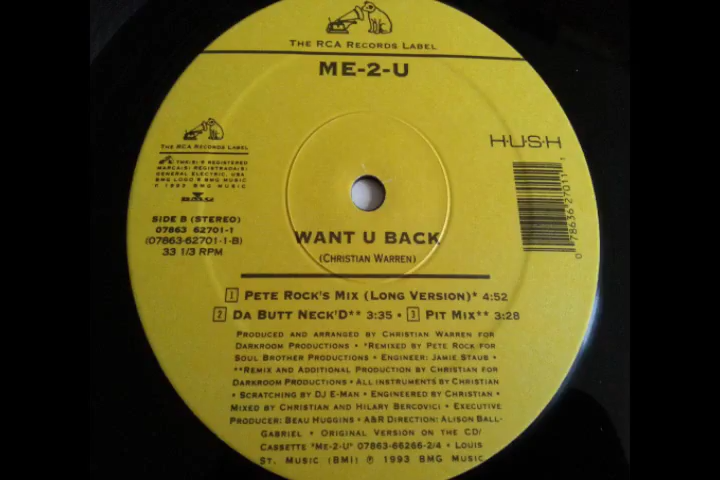 The RCA Records Label
ME-2-U
The RCA Records Label
TM(S)®(S) REGISTERED
MARCA(S) REGISTRADA(S)
GENERAL ELECTRIC, USA
BMG LOGO ® BMG MUSIC
© 1993 BMG MUSIC
BMG
H·U·S·H
SIDE B (STEREO)
07863 62701-1
(07863-62701-1-B)
33 1/3 RPM
0 78636 27011 1
WANT U BACK
(Christian Warren)
1 Pete Rock's Mix (Long Version)* 4:52
2 Da Butt Neck'D** 3:35 • 3 Pit Mix** 3:28
Produced and arranged by Christian Warren for
Darkroom Productions • *Remixed by Pete Rock for
Soul Brother Productions • Engineer: Jamie Staub •
**Remix and Additional Production by Christian for
Darkroom Productions • All instruments by Christian
• Scratching by DJ E-Man • Engineered by Christian •
Mixed by Christian and Hilary Bercovici • Executive
Producer: Beau Huggins • A&R Direction: Alison Ball-
Gabriel • Original Version on the CD/
Cassette "Me-2-U" 07863-66266-2/4 • Louis
St. Music (BMI) ℗ 1993 BMG Music